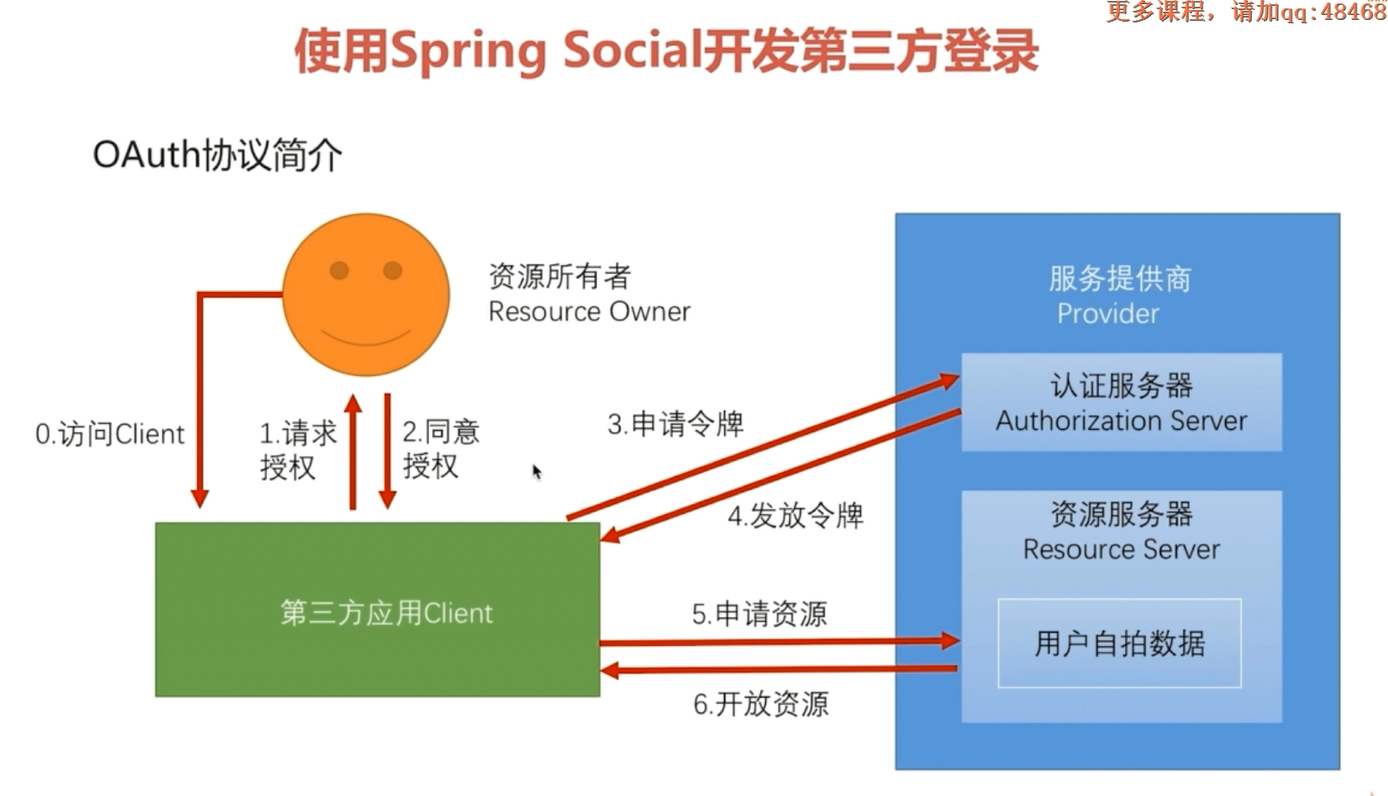 更多课程，请加qq:48468
使用Spring Social开发第三方登录
OAuth协议简介
资源所有者
Resource Owner
服务提供商
Provider
认证服务器
Authorization Server
0.访问Client
1.请求
授权
2.同意
授权
3.申请令牌
4.发放令牌
资源服务器
Resource Server
第三方应用Client
5.申请资源
用户自拍数据
6.开放资源